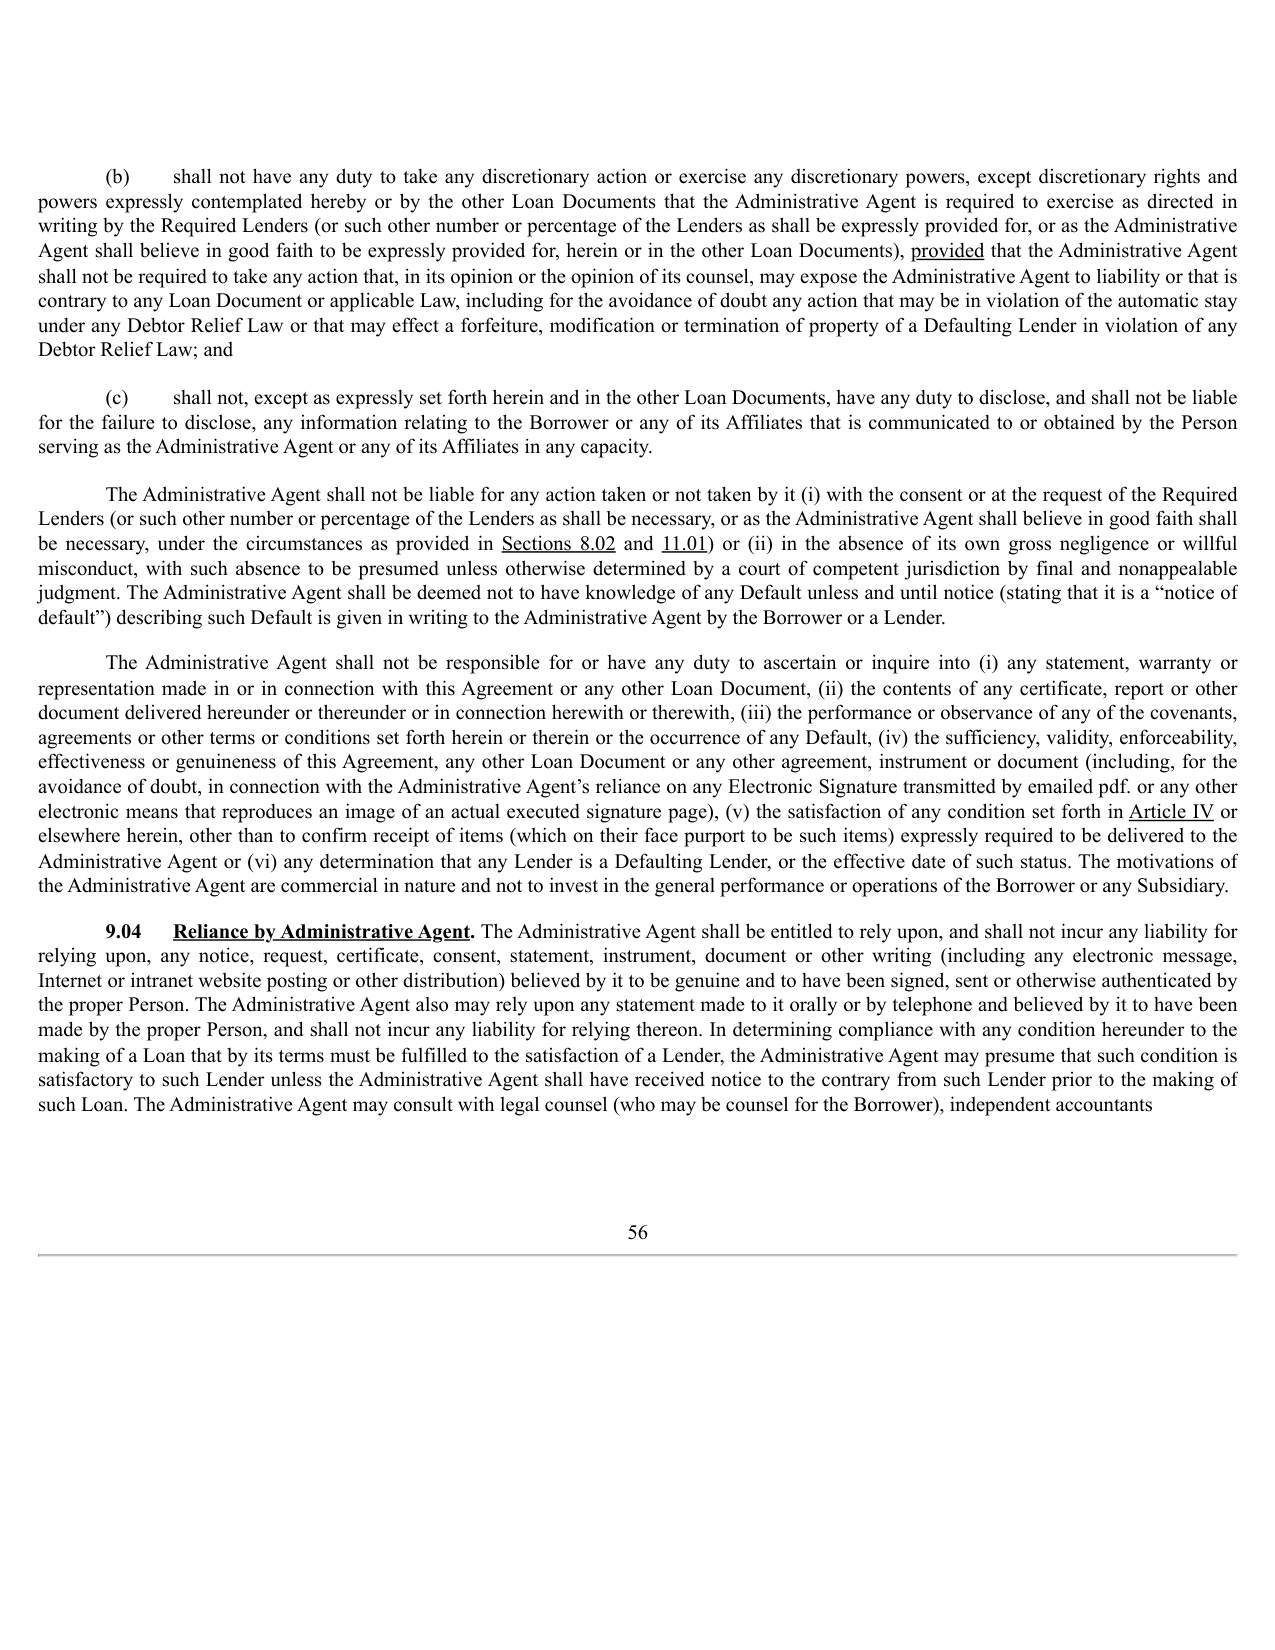 (b) shall not have any duty to take any discretionary action or exercise any discretionary powers, except discretionary rights and
powers expressly contemplated hereby or by the other Loan Documents that the Administrative Agent is required to exercise as directed in
writing by the Required Lenders (or such other number or percentage of the Lenders as shall be expressly provided for, or as the Administrative
Agent shall believe in good faith to be expressly provided for, herein or in the other Loan Documents), provided that the Administrative Agent
shall not be required to take any action that, in its opinion or the opinion of its counsel, may expose the Administrative Agent to liability or that is
contrary to any Loan Document or applicable Law, including for the avoidance of doubt any action that may be in violation of the automatic stay
under any Debtor Relief Law or that may effect a forfeiture, modification or termination of property of a Defaulting Lender in violation of any
Debtor Relief Law; and
(c) shall not, except as expressly set forth herein and in the other Loan Documents, have any duty to disclose, and shall not be liable
for the failure to disclose, any information relating to the Borrower or any of its Affiliates that is communicated to or obtained by the Person
serving as the Administrative Agent or any of its Affiliates in any capacity.
The Administrative Agent shall not be liable for any action taken or not taken by it (i) with the consent or at the request of the Required
Lenders (or such other number or percentage of the Lenders as shall be necessary, or as the Administrative Agent shall believe in good faith shall
be necessary, under the circumstances as provided in Sections 8.02 and 11.01) or (ii) in the absence of its own gross negligence or willful
misconduct, with such absence to be presumed unless otherwise determined by a court of competent jurisdiction by final and nonappealable
judgment. The Administrative Agent shall be deemed not to have knowledge of any Default unless and until notice (stating that it is a “notice of
default”) describing such Default is given in writing to the Administrative Agent by the Borrower or a Lender.
The Administrative Agent shall not be responsible for or have any duty to ascertain or inquire into (i) any statement, warranty or
representation made in or in connection with this Agreement or any other Loan Document, (ii) the contents of any certificate, report or other
document delivered hereunder or thereunder or in connection herewith or therewith, (iii) the performance or observance of any of the covenants,
agreements or other terms or conditions set forth herein or therein or the occurrence of any Default, (iv) the sufficiency, validity, enforceability,
effectiveness or genuineness of this Agreement, any other Loan Document or any other agreement, instrument or document (including, for the
avoidance of doubt, in connection with the Administrative Agent’s reliance on any Electronic Signature transmitted by emailed pdf. or any other
electronic means that reproduces an image of an actual executed signature page), (v) the satisfaction of any condition set forth in Article IV or
elsewhere herein, other than to confirm receipt of items (which on their face purport to be such items) expressly required to be delivered to the
Administrative Agent or (vi) any determination that any Lender is a Defaulting Lender, or the effective date of such status. The motivations of
the Administrative Agent are commercial in nature and not to invest in the general performance or operations of the Borrower or any Subsidiary.
9.04 Reliance by Administrative Agent. The Administrative Agent shall be entitled to rely upon, and shall not incur any liability for
relying upon, any notice, request, certificate, consent, statement, instrument, document or other writing (including any electronic message,
Internet or intranet website posting or other distribution) believed by it to be genuine and to have been signed, sent or otherwise authenticated by
the proper Person. The Administrative Agent also may rely upon any statement made to it orally or by telephone and believed by it to have been
made by the proper Person, and shall not incur any liability for relying thereon. In determining compliance with any condition hereunder to the
making of a Loan that by its terms must be fulfilled to the satisfaction of a Lender, the Administrative Agent may presume that such condition is
satisfactory to such Lender unless the Administrative Agent shall have received notice to the contrary from such Lender prior to the making of
such Loan. The Administrative Agent may consult with legal counsel (who may be counsel for the Borrower), independent accountants
56